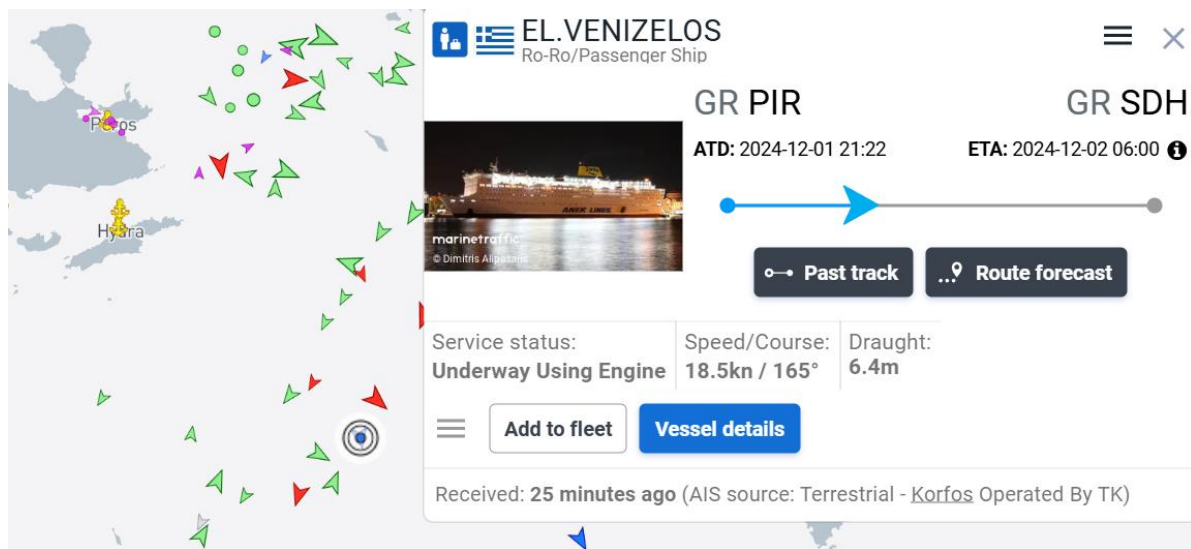 EL.VENIZELOS
Ro-Ro/Passenger Ship
GR PIR
GR SDH
ATD: 2024-12-01 21:22
ETA: 2024-12-02 06:00
ANEK LINES
marinetraffic
© Dimitris Alipasaris
Past track
Route forecast
Service status:
Underway Using Engine
Speed/Course:
18.5kn / 165°
Draught:
6.4m
Add to fleet
Vessel details
Received: 25 minutes ago (AIS source: Terrestrial - Korfos Operated By TK)
Hydra